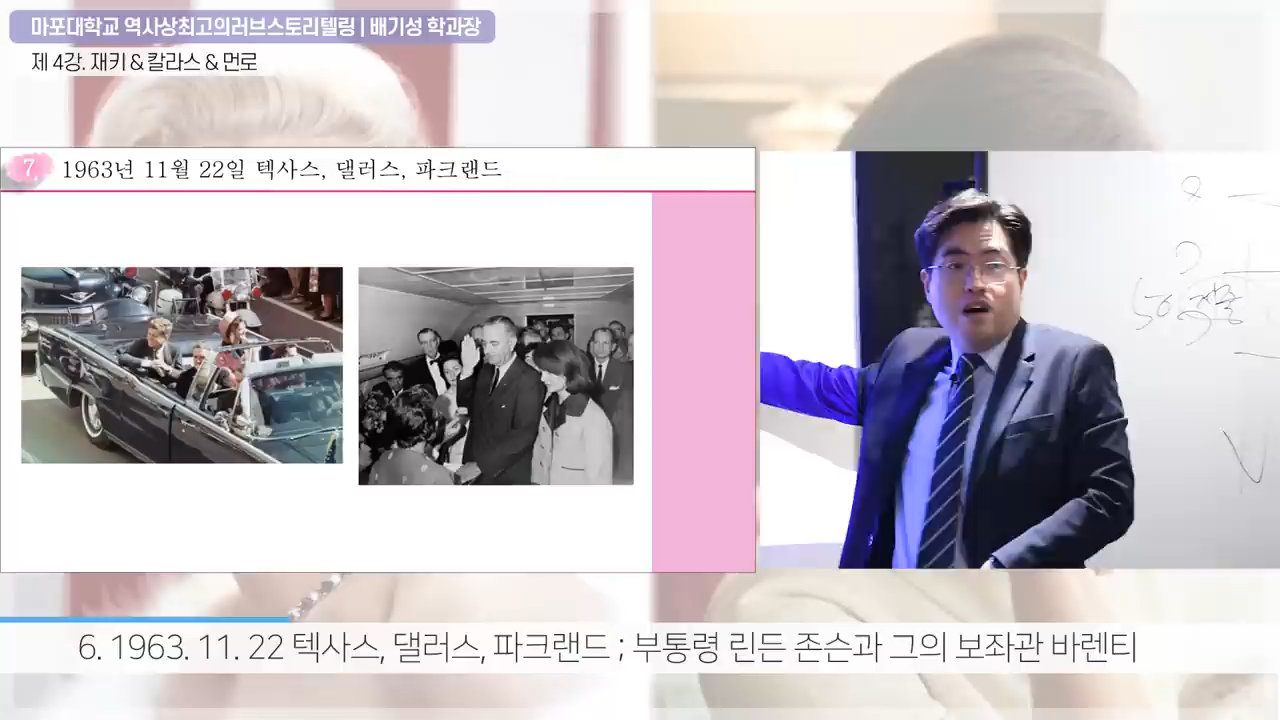 마포대학교 역사상최고의러브스토리텔링 | 배기성 학과장
제 4강. 재키 & 칼라스 & 먼로
7. 1963년 11월 22일 텍사스, 댈러스, 파크랜드
50
6. 1963. 11. 22 텍사스, 댈러스, 파크랜드 ; 부통령 린든 존슨과 그의 보좌관 바렌티